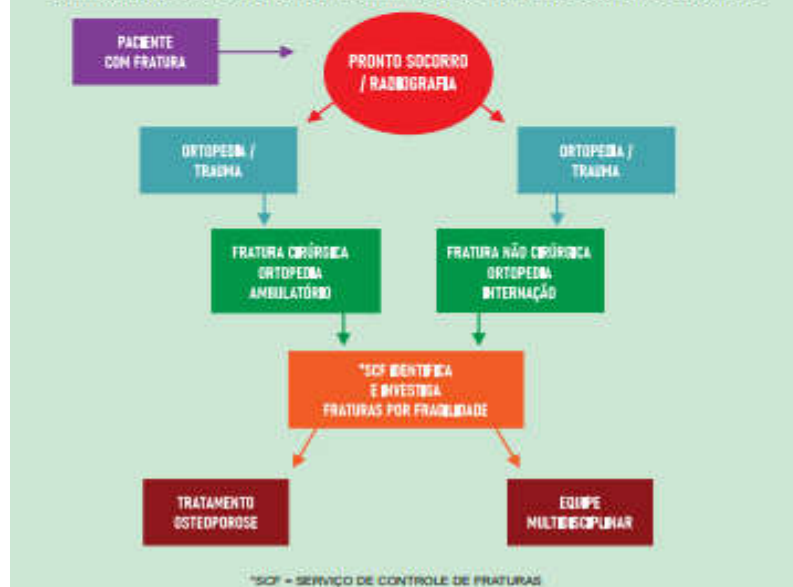 PACIENTE
COM FRATURA
PRONTO SOCORRO
/ RADIOGRAFIA
ORTOPEDIA /
TRAUMA
ORTOPEDIA /
TRAUMA
FRATURA CIRÚRGICA
ORTOPEDIA
AMBULATÓRIO
FRATURA NÃO CIRÚRGICA
ORTOPEDIA
INTERNAÇÃO
*SCF IDENTIFICA
E INVESTIGA
FRATURAS POR FRAGILIDADE
TRATAMENTO
OSTEOPOROSE
EQUIPE
MULTIDISCIPLINAR
*SCF = SERVIÇO DE CONTROLE DE FRATURAS